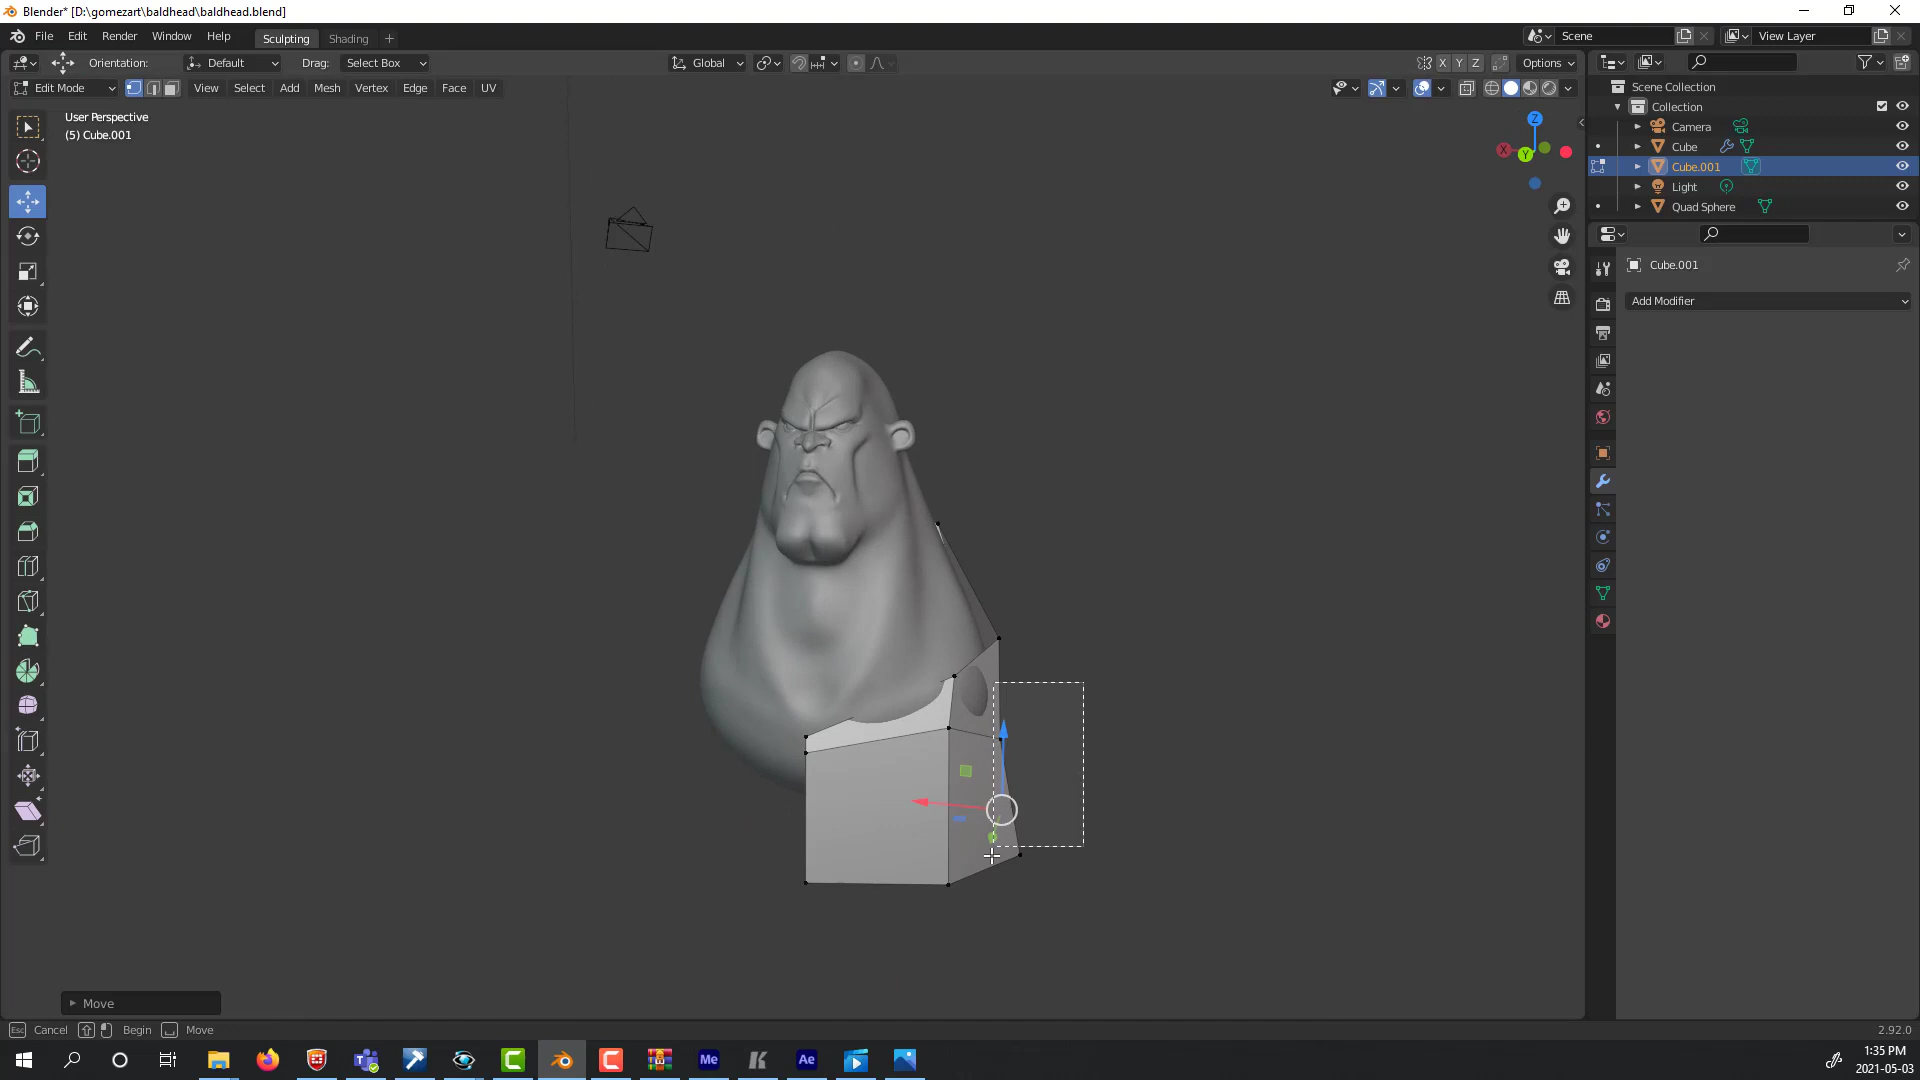 Blender* [D:\gomezart\baldhead\baldhead.blend]
File Edit Render Window Help Sculpting Shading + Scene View Layer
Orientation: Default Drag: Select Box Global X Y Z Options
Edit Mode View Select Add Mesh Vertex Edge Face UV
User Perspective
(5) Cube.001
Z
X
Y
Scene Collection
Collection
Camera
Cube
Cube.001
Light
Quad Sphere
Cube.001
Add Modifier
Move
Esc Cancel Begin Move 2.92.0
Me
K
Ae
1:35 PM
2021-05-03